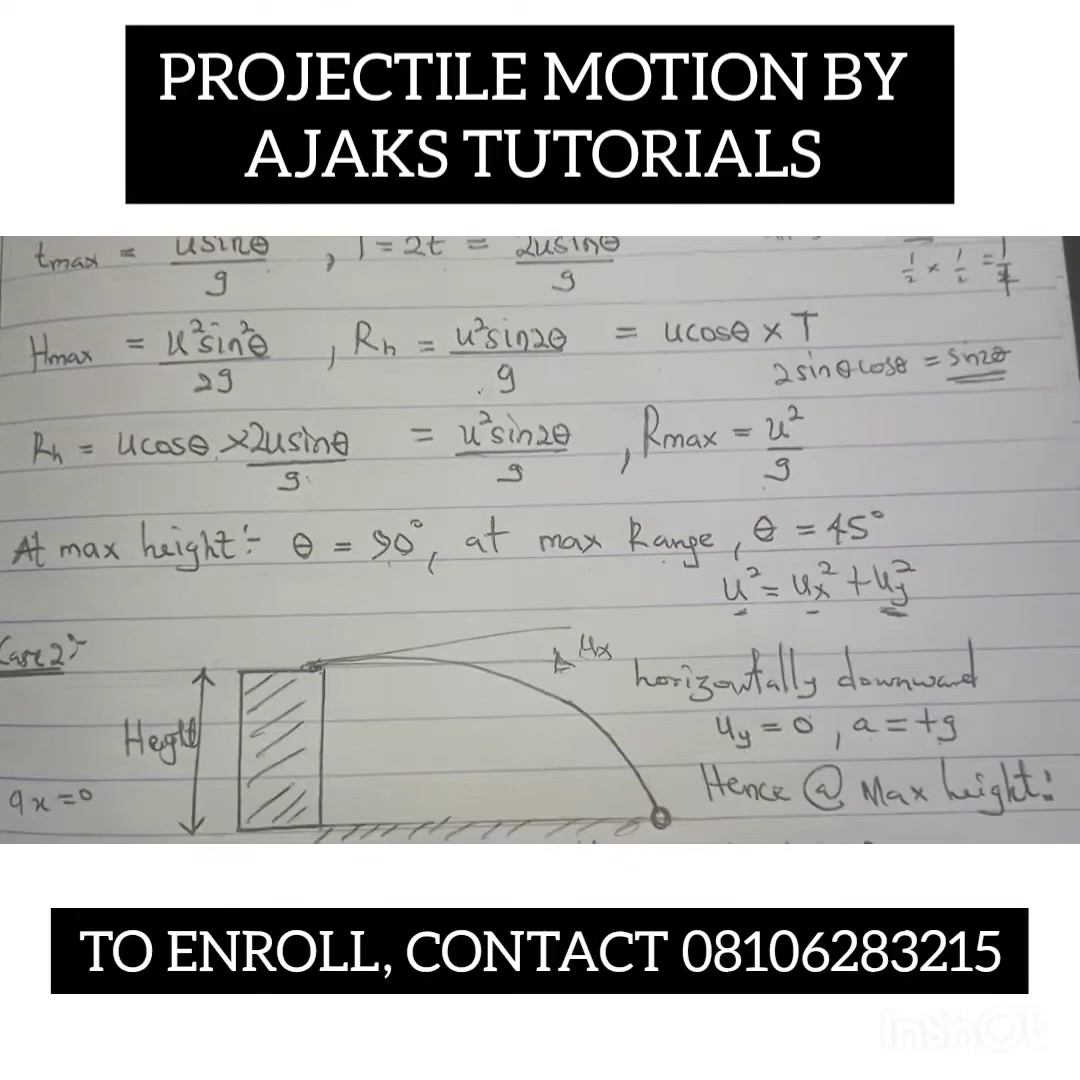 PROJECTILE MOTION BY
AJAKS TUTORIALS
tmax = usinθ/g , T = 2t = 2usinθ/g
1/2 × 1/2 = 1/4
Hmax = u²sin²θ/2g , Rh = u²sin2θ/g = ucosθ × T
2sinθcosθ = sin2θ
Rh = ucosθ × 2usinθ/g = u²sin2θ/g , Rmax = u²/g
At max height:- θ = 90°, at max Range, θ = 45°
u² = ux² + uy²
Case 2:-
ux
horizontally downward
Height
uy = 0 , a = +g
ax = 0
Hence @ Max height:
TO ENROLL, CONTACT 08106283215
InShOt